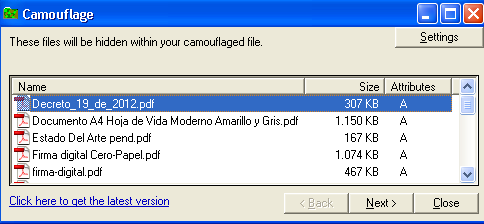 Camouflage
These files will be hidden within your camouflaged file.
Settings
Name Size Attributes
Decreto_19_de_2012.pdf 307 KB A
Documento A4 Hoja de Vida Moderno Amarillo y Gris.pdf 1.150 KB A
Estado Del Arte pend.pdf 167 KB A
Firma digital Cero-Papel.pdf 1.074 KB A
firma-digital.pdf 467 KB A
Click here to get the latest version
< Back Next > Close